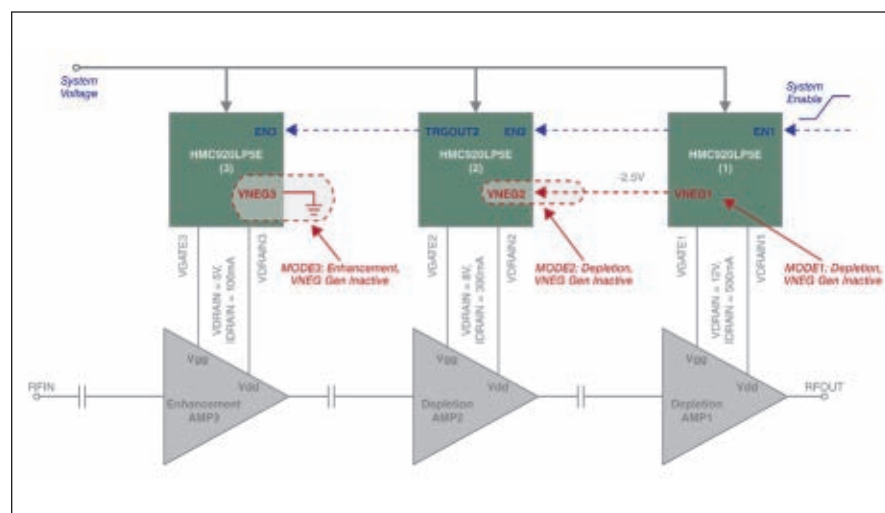 System
Voltage
System
Enable
EN3
TRGOUT2
EN2
EN1
HMC920LP5E
(3)
HMC920LP5E
(2)
HMC920LP5E
(1)
-2.5V
VNEG3
VNEG2
VNEG1
VGATE3
VDRAIN = 5V,
IDRAIN = 100mA
VDRAIN3
MODE3: Enhancement,
VNEG Gen Inactive
VGATE2
VDRAIN = 8V,
IDRAIN = 300mA
VDRAIN2
MODE2: Depletion,
VNEG Gen Inactive
VGATE1
VDRAIN = 12V,
IDRAIN = 500mA
VDRAIN1
MODE1: Depletion,
VNEG Gen Inactive
Vgg
Vgg
Vgg
RFIN
Vdd
Vdd
Vdd
RFOUT
Enhancement
AMP3
Depletion
AMP2
Depletion
AMP1